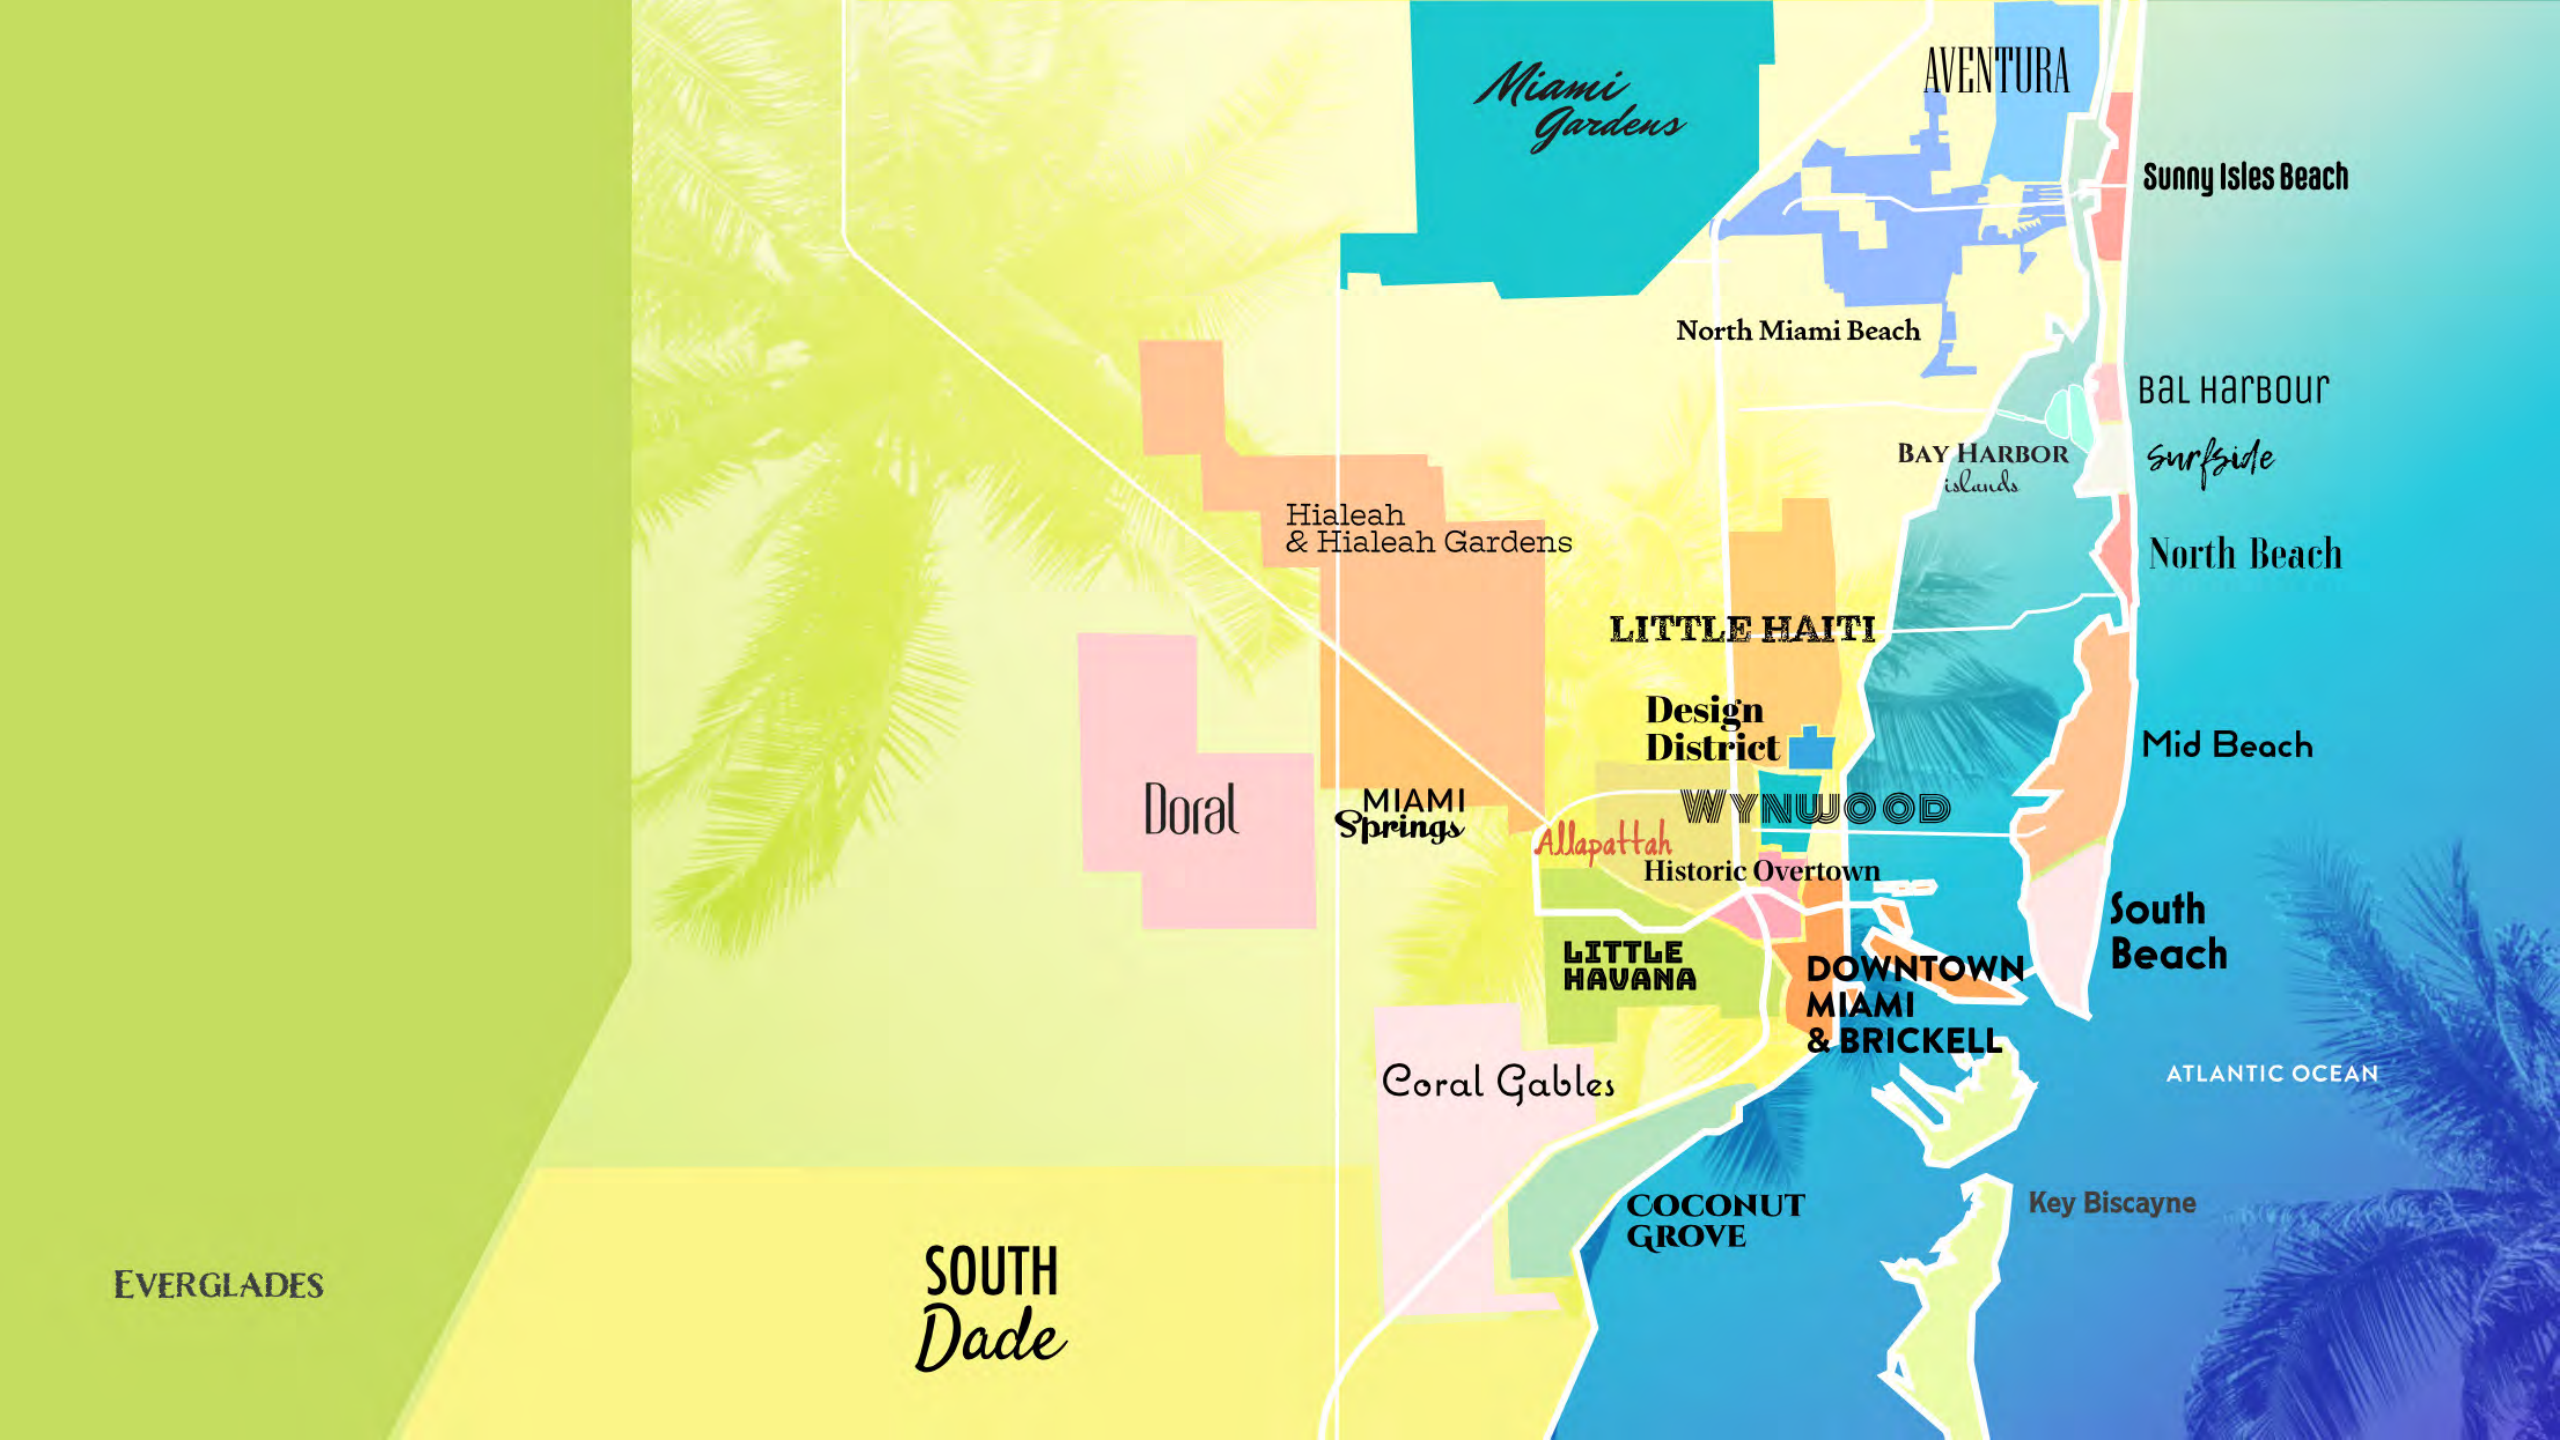 Miami
Gardens
AVENTURA
Sunny Isles Beach
North Miami Beach
Bal Harbour
Bay Harbor
islands
Surfside
Hialeah
& Hialeah Gardens
North Beach
LITTLE HAITI
Design
District
Mid Beach
Doral
MIAMI
Springs
WYNWOOD
Allapattah
Historic Overtown
South
Beach
LITTLE
HAVANA
DOWNTOWN
MIAMI
& BRICKELL
Coral Gables
ATLANTIC OCEAN
COCONUT
GROVE
Key Biscayne
SOUTH
Dade
EVERGLADES